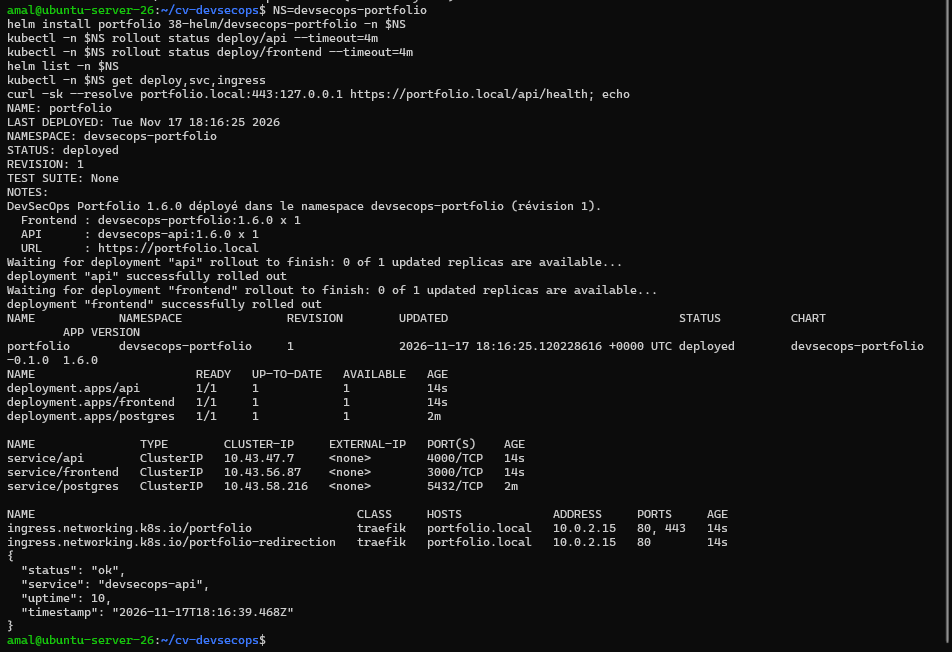 amal@ubuntu-server-26:~/cv-devsecops$ NS=devsecops-portfolio
helm install portfolio 38-helm/devsecops-portfolio -n $NS
kubectl -n $NS rollout status deploy/api --timeout=4m
kubectl -n $NS rollout status deploy/frontend --timeout=4m
helm list -n $NS
kubectl -n $NS get deploy,svc,ingress
curl -sk --resolve portfolio.local:443:127.0.0.1 https://portfolio.local/api/health; echo
NAME: portfolio
LAST DEPLOYED: Tue Nov 17 18:16:25 2026
NAMESPACE: devsecops-portfolio
STATUS: deployed
REVISION: 1
TEST SUITE: None
NOTES:
DevSecOps Portfolio 1.6.0 déployé dans le namespace devsecops-portfolio (révision 1).
  Frontend : devsecops-portfolio:1.6.0 x 1
  API      : devsecops-api:1.6.0 x 1
  URL      : https://portfolio.local
Waiting for deployment "api" rollout to finish: 0 of 1 updated replicas are available...
deployment "api" successfully rolled out
Waiting for deployment "frontend" rollout to finish: 0 of 1 updated replicas are available...
deployment "frontend" successfully rolled out
NAME            NAMESPACE               REVISION        UPDATED                                 STATUS          CHART
        APP VERSION
portfolio       devsecops-portfolio     1               2026-11-17 18:16:25.120228616 +0000 UTC deployed        devsecops-portfolio
-0.1.0  1.6.0
NAME                       READY   UP-TO-DATE   AVAILABLE   AGE
deployment.apps/api        1/1     1            1           14s
deployment.apps/frontend   1/1     1            1           14s
deployment.apps/postgres   1/1     1            1           2m

NAME               TYPE        CLUSTER-IP     EXTERNAL-IP   PORT(S)    AGE
service/api        ClusterIP   10.43.47.7     <none>        4000/TCP   14s
service/frontend   ClusterIP   10.43.56.87    <none>        3000/TCP   14s
service/postgres   ClusterIP   10.43.58.216   <none>        5432/TCP   2m

NAME                                              CLASS     HOSTS             ADDRESS     PORTS     AGE
ingress.networking.k8s.io/portfolio               traefik   portfolio.local   10.0.2.15   80, 443   14s
ingress.networking.k8s.io/portfolio-redirection   traefik   portfolio.local   10.0.2.15   80        14s
{
  "status": "ok",
  "service": "devsecops-api",
  "uptime": 10,
  "timestamp": "2026-11-17T18:16:39.468Z"
}
amal@ubuntu-server-26:~/cv-devsecops$